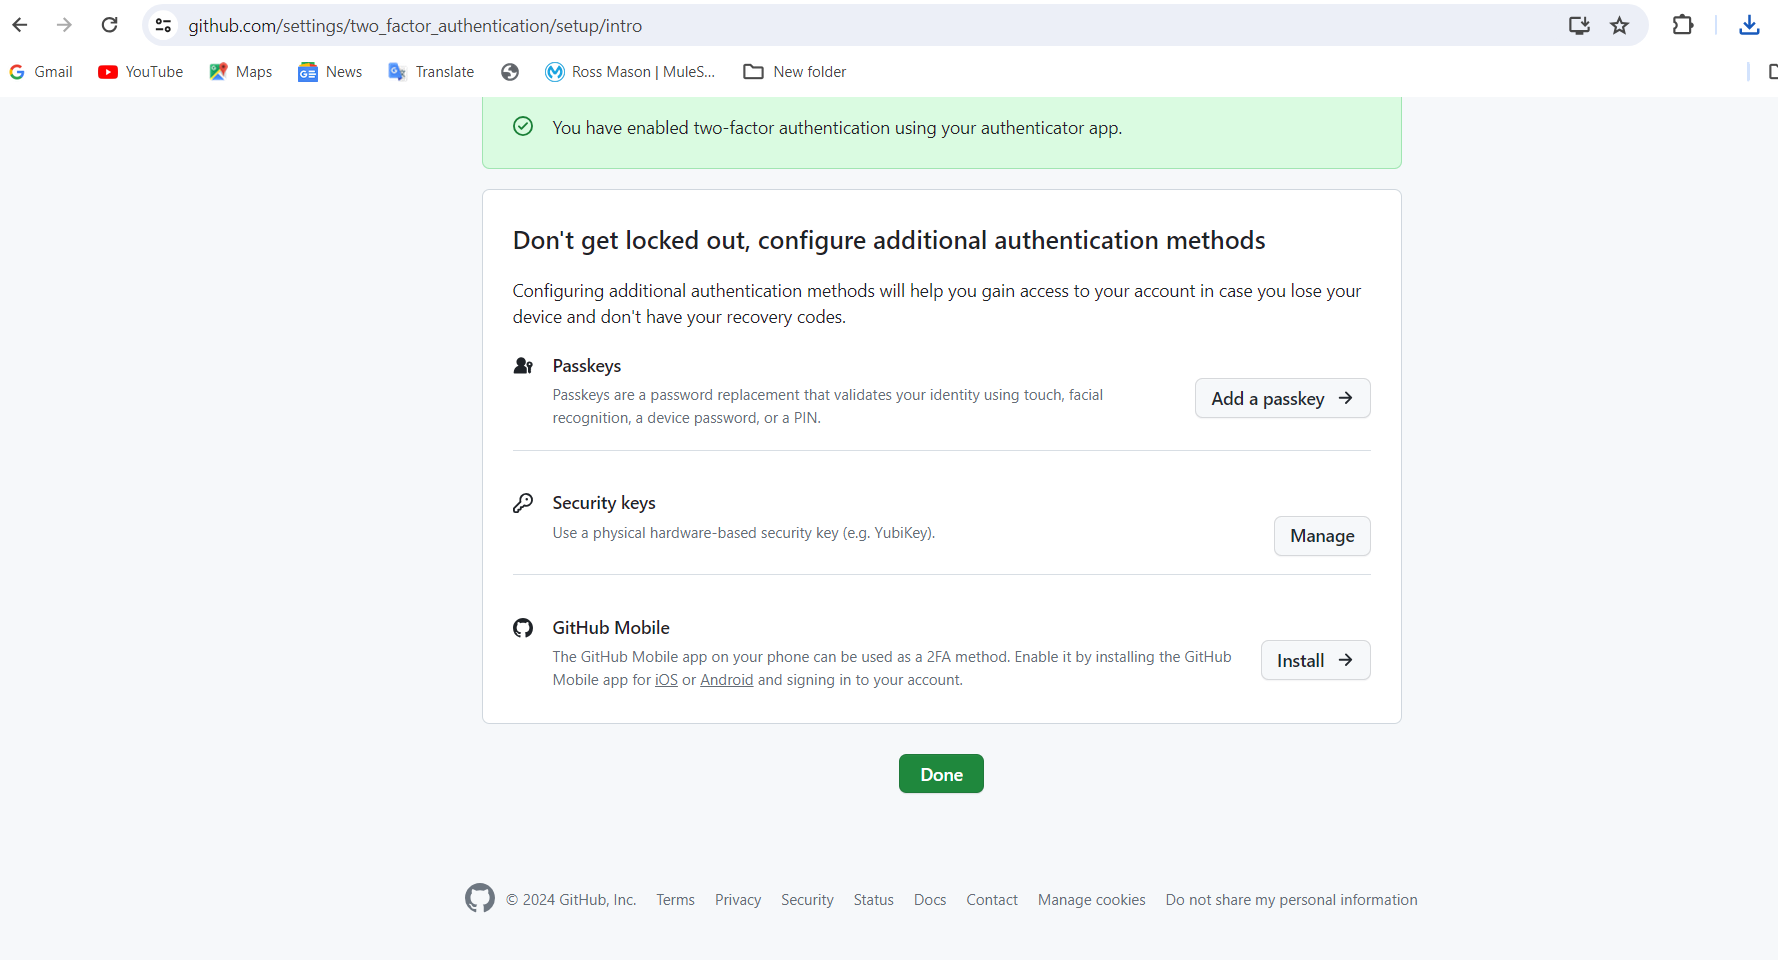 github.com/settings/two_factor_authentication/setup/intro
Gmail YouTube Maps News Translate Ross Mason | MuleS... New folder
You have enabled two-factor authentication using your authenticator app.
Don't get locked out, configure additional authentication methods
Configuring additional authentication methods will help you gain access to your account in case you lose your
device and don't have your recovery codes.
Passkeys
Passkeys are a password replacement that validates your identity using touch, facial
recognition, a device password, or a PIN.
Add a passkey →
Security keys
Use a physical hardware-based security key (e.g. YubiKey).
Manage
GitHub Mobile
The GitHub Mobile app on your phone can be used as a 2FA method. Enable it by installing the GitHub
Mobile app for iOS or Android and signing in to your account.
Install →
Done
© 2024 GitHub, Inc. Terms Privacy Security Status Docs Contact Manage cookies Do not share my personal information